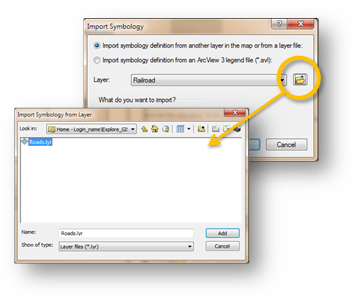 Import Symbology
Import symbology definition from another layer in the map or from a layer file:
Import symbology definition from an ArcView 3 legend file (*.avl):
Layer: Railroad
What do you want to import?
Cancel
Import Symbology from Layer
Look in: Home - Login_name\Explore_GI
Roads.lyr
Name: Roads.lyr Add
Show of type: Layer files (*.lyr) Cancel